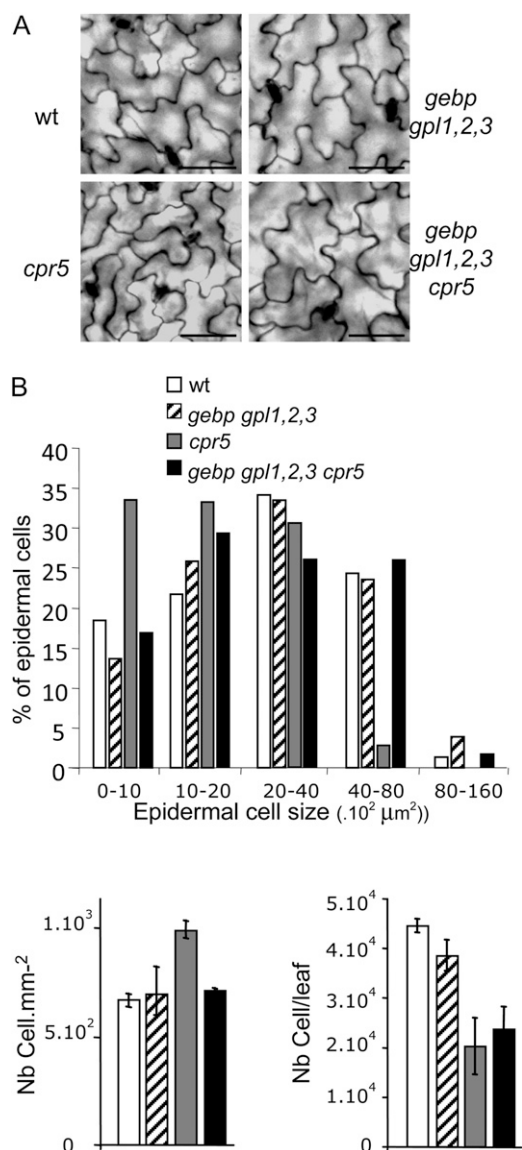 A
wt
gebp
gpl1,2,3
cpr5
gebp
gpl1,2,3
cpr5
B
wt
gebp gpl1,2,3
cpr5
gebp gpl1,2,3 cpr5
% of epidermal cells
40
35
30
25
20
15
10
5
0
0-10
10-20
20-40
40-80
80-160
Epidermal cell size (.10² µm²))
Nb Cell.mm-²
1.10³
5.10²
0
Nb Cell/leaf
5.10⁴
4.10⁴
3.10⁴
2.10⁴
1.10⁴
0